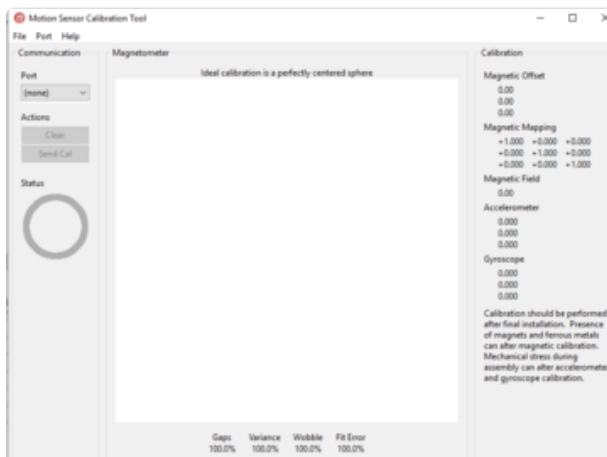 Motion Sensor Calibration Tool
File Port Help
Communication
Port
(none)
Actions
Clear
Send Cal
Status
Magnetometer
Ideal calibration is a perfectly centered sphere
Gaps Variance Wobble Fit Error
100.0% 100.0% 100.0% 100.0%
Calibration
Magnetic Offset
0.00
0.00
0.00
Magnetic Mapping
+1.000 +0.000 +0.000
+0.000 +1.000 +0.000
+0.000 +0.000 +1.000
Magnetic Field
0.00
Accelerometer
0.000
0.000
0.000
Gyroscope
0.000
0.000
0.000
Calibration should be performed
after final installation. Presence
of magnets and ferrous metals
can alter magnetic calibration.
Mechanical stress during
assembly can alter accelerometer
and gyroscope calibration.